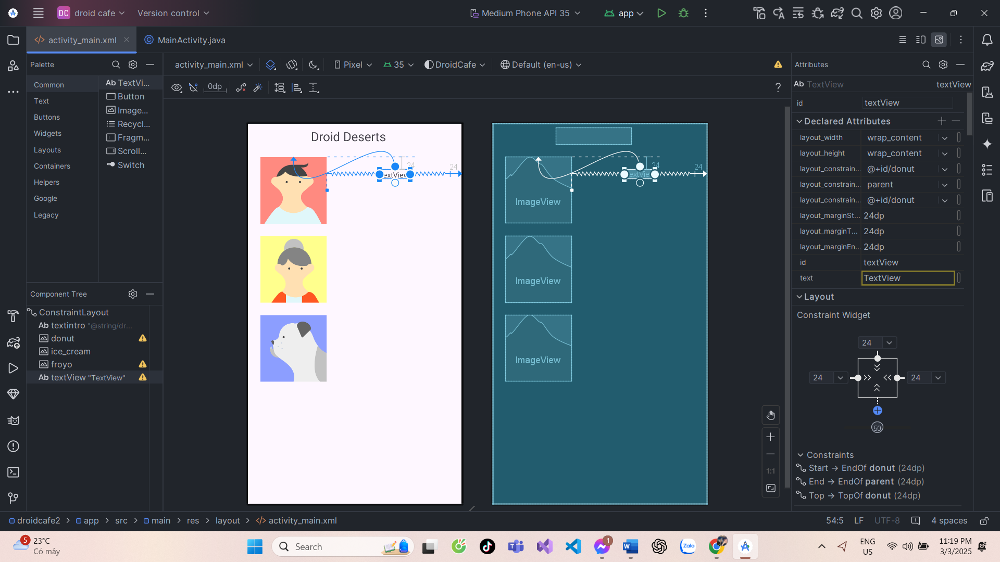 DC droid cafe Version control Medium Phone API 35 app
activity_main.xml MainActivity.java
Palette
Common
Text
Buttons
Widgets
Layouts
Containers
Helpers
Google
Legacy
Ab TextVi...
Button
Image...
Recycl...
Fragm...
Scroll...
Switch
activity_main.xml Pixel 35 DroidCafe Default (en-us)
0dp ?
Droid Deserts
24
24
24
24
ImageView
ImageView
ImageView
Component Tree
ConstraintLayout
Ab textintro "@string/dr...
donut
ice_cream
froyo
Ab textView "TextView"
1:1
Attributes
Ab TextView textView
id textView
Declared Attributes
layout_width wrap_content
layout_height wrap_content
layout_constrain... @+id/donut
layout_constrain... parent
layout_constrain... @+id/donut
layout_marginSt... 24dp
layout_marginT... 24dp
layout_marginEn... 24dp
id textView
text TextView
Layout
Constraint Widget
24
24 24
50
Constraints
Start → EndOf donut (24dp)
End → EndOf parent (24dp)
Top → TopOf donut (24dp)
droidcafe2 > app > src > main > res > layout > activity_main.xml 54:5 LF UTF-8 4 spaces
5 23°C
Có mây
Search
Zalo
1
ENG
US
11:19 PM
3/3/2025